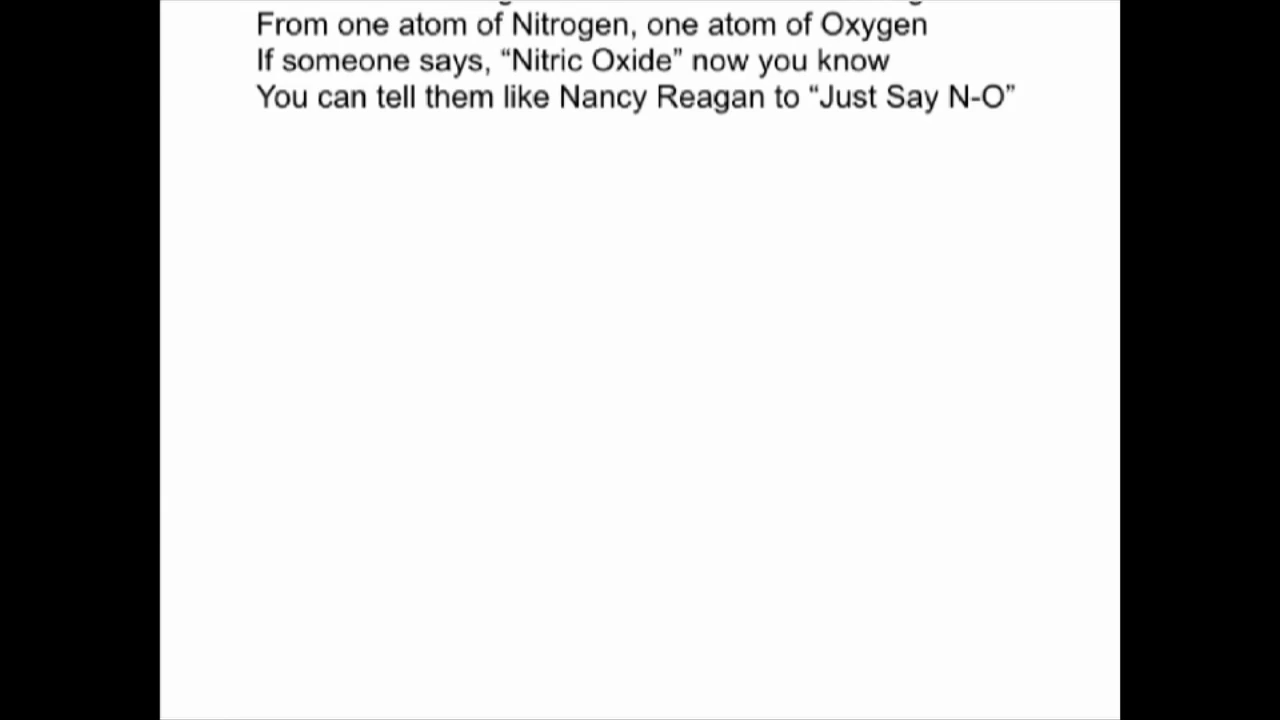 From one atom of Nitrogen, one atom of Oxygen
If someone says, “Nitric Oxide” now you know
You can tell them like Nancy Reagan to “Just Say N-O”